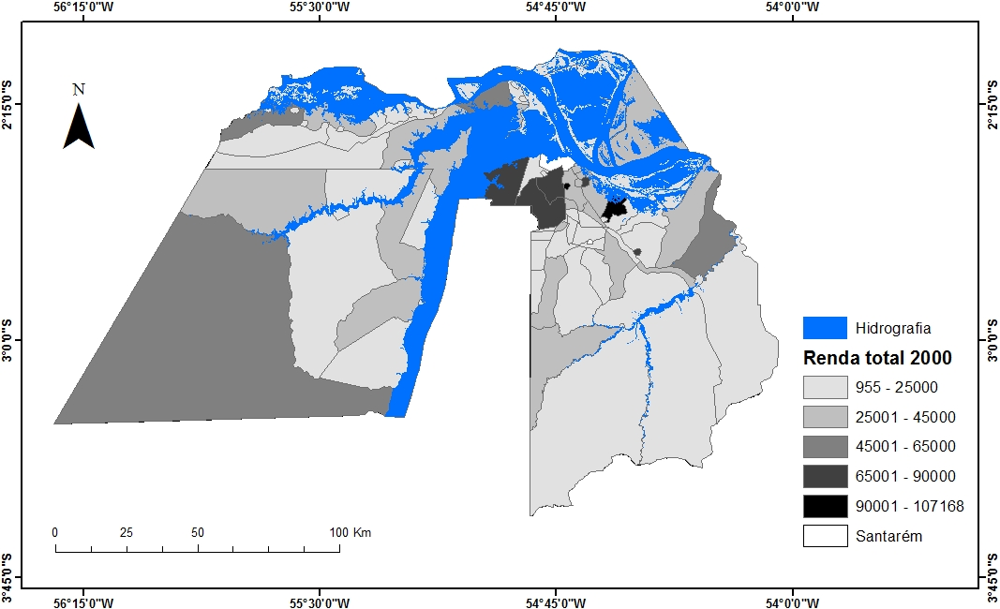 56°15'0"W 55°30'0"W 54°45'0"W 54°0'0"W
N
2°15'0"S 2°15'0"S
3°0'0"S 3°0'0"S
Hidrografia
Renda total 2000
955 - 25000
25001 - 45000
45001 - 65000
65001 - 90000
90001 - 107168
Santarém
0 25 50 100 Km
3°45'0"S 3°45'0"S
56°15'0"W 55°30'0"W 54°45'0"W 54°0'0"W